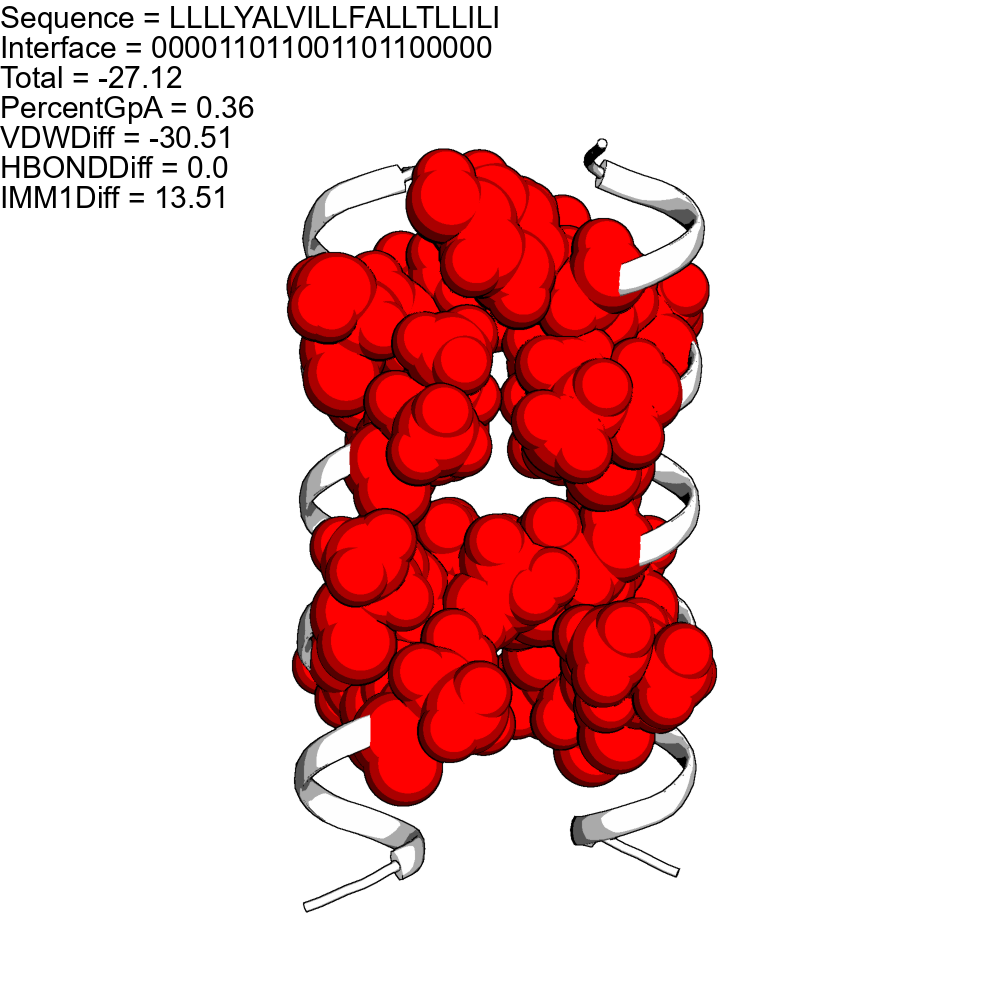 Sequence = LLLLYALVILLFALLTLLILI
Interface = 000011011001101100000
Total = -27.12
PercentGpA = 0.36
VDWDiff = -30.51
HBONDDiff = 0.0
IMM1Diff = 13.51